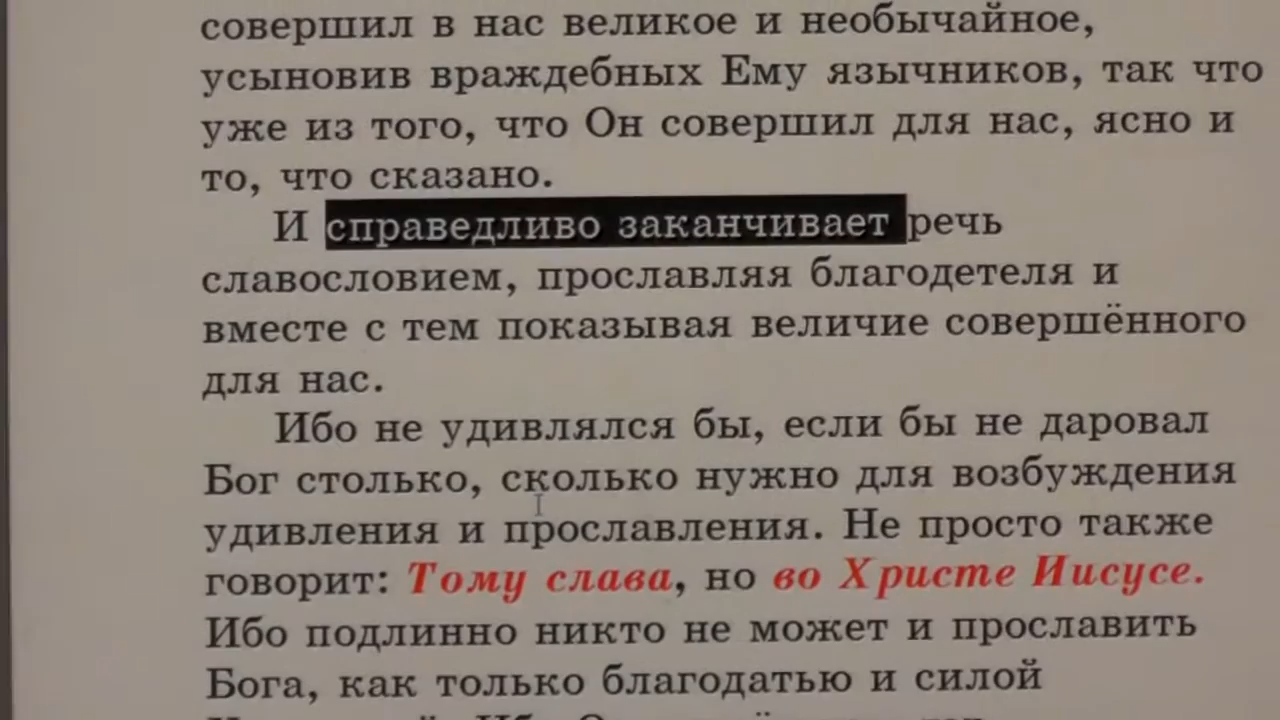 совершил в нас великое и необычайное,
усыновив враждебных Ему язычников, так что
уже из того, что Он совершил для нас, ясно и
то, что сказано.
И справедливо заканчивает речь
славословием, прославляя благодетеля и
вместе с тем показывая величие совершённого
для нас.
Ибо не удивлялся бы, если бы не даровал
Бог столько, сколько нужно для возбуждения
удивления и прославления. Не просто также
говорит: Тому слава, но во Христе Иисусе.
Ибо подлинно никто не может и прославить
Бога, как только благодатью и силой